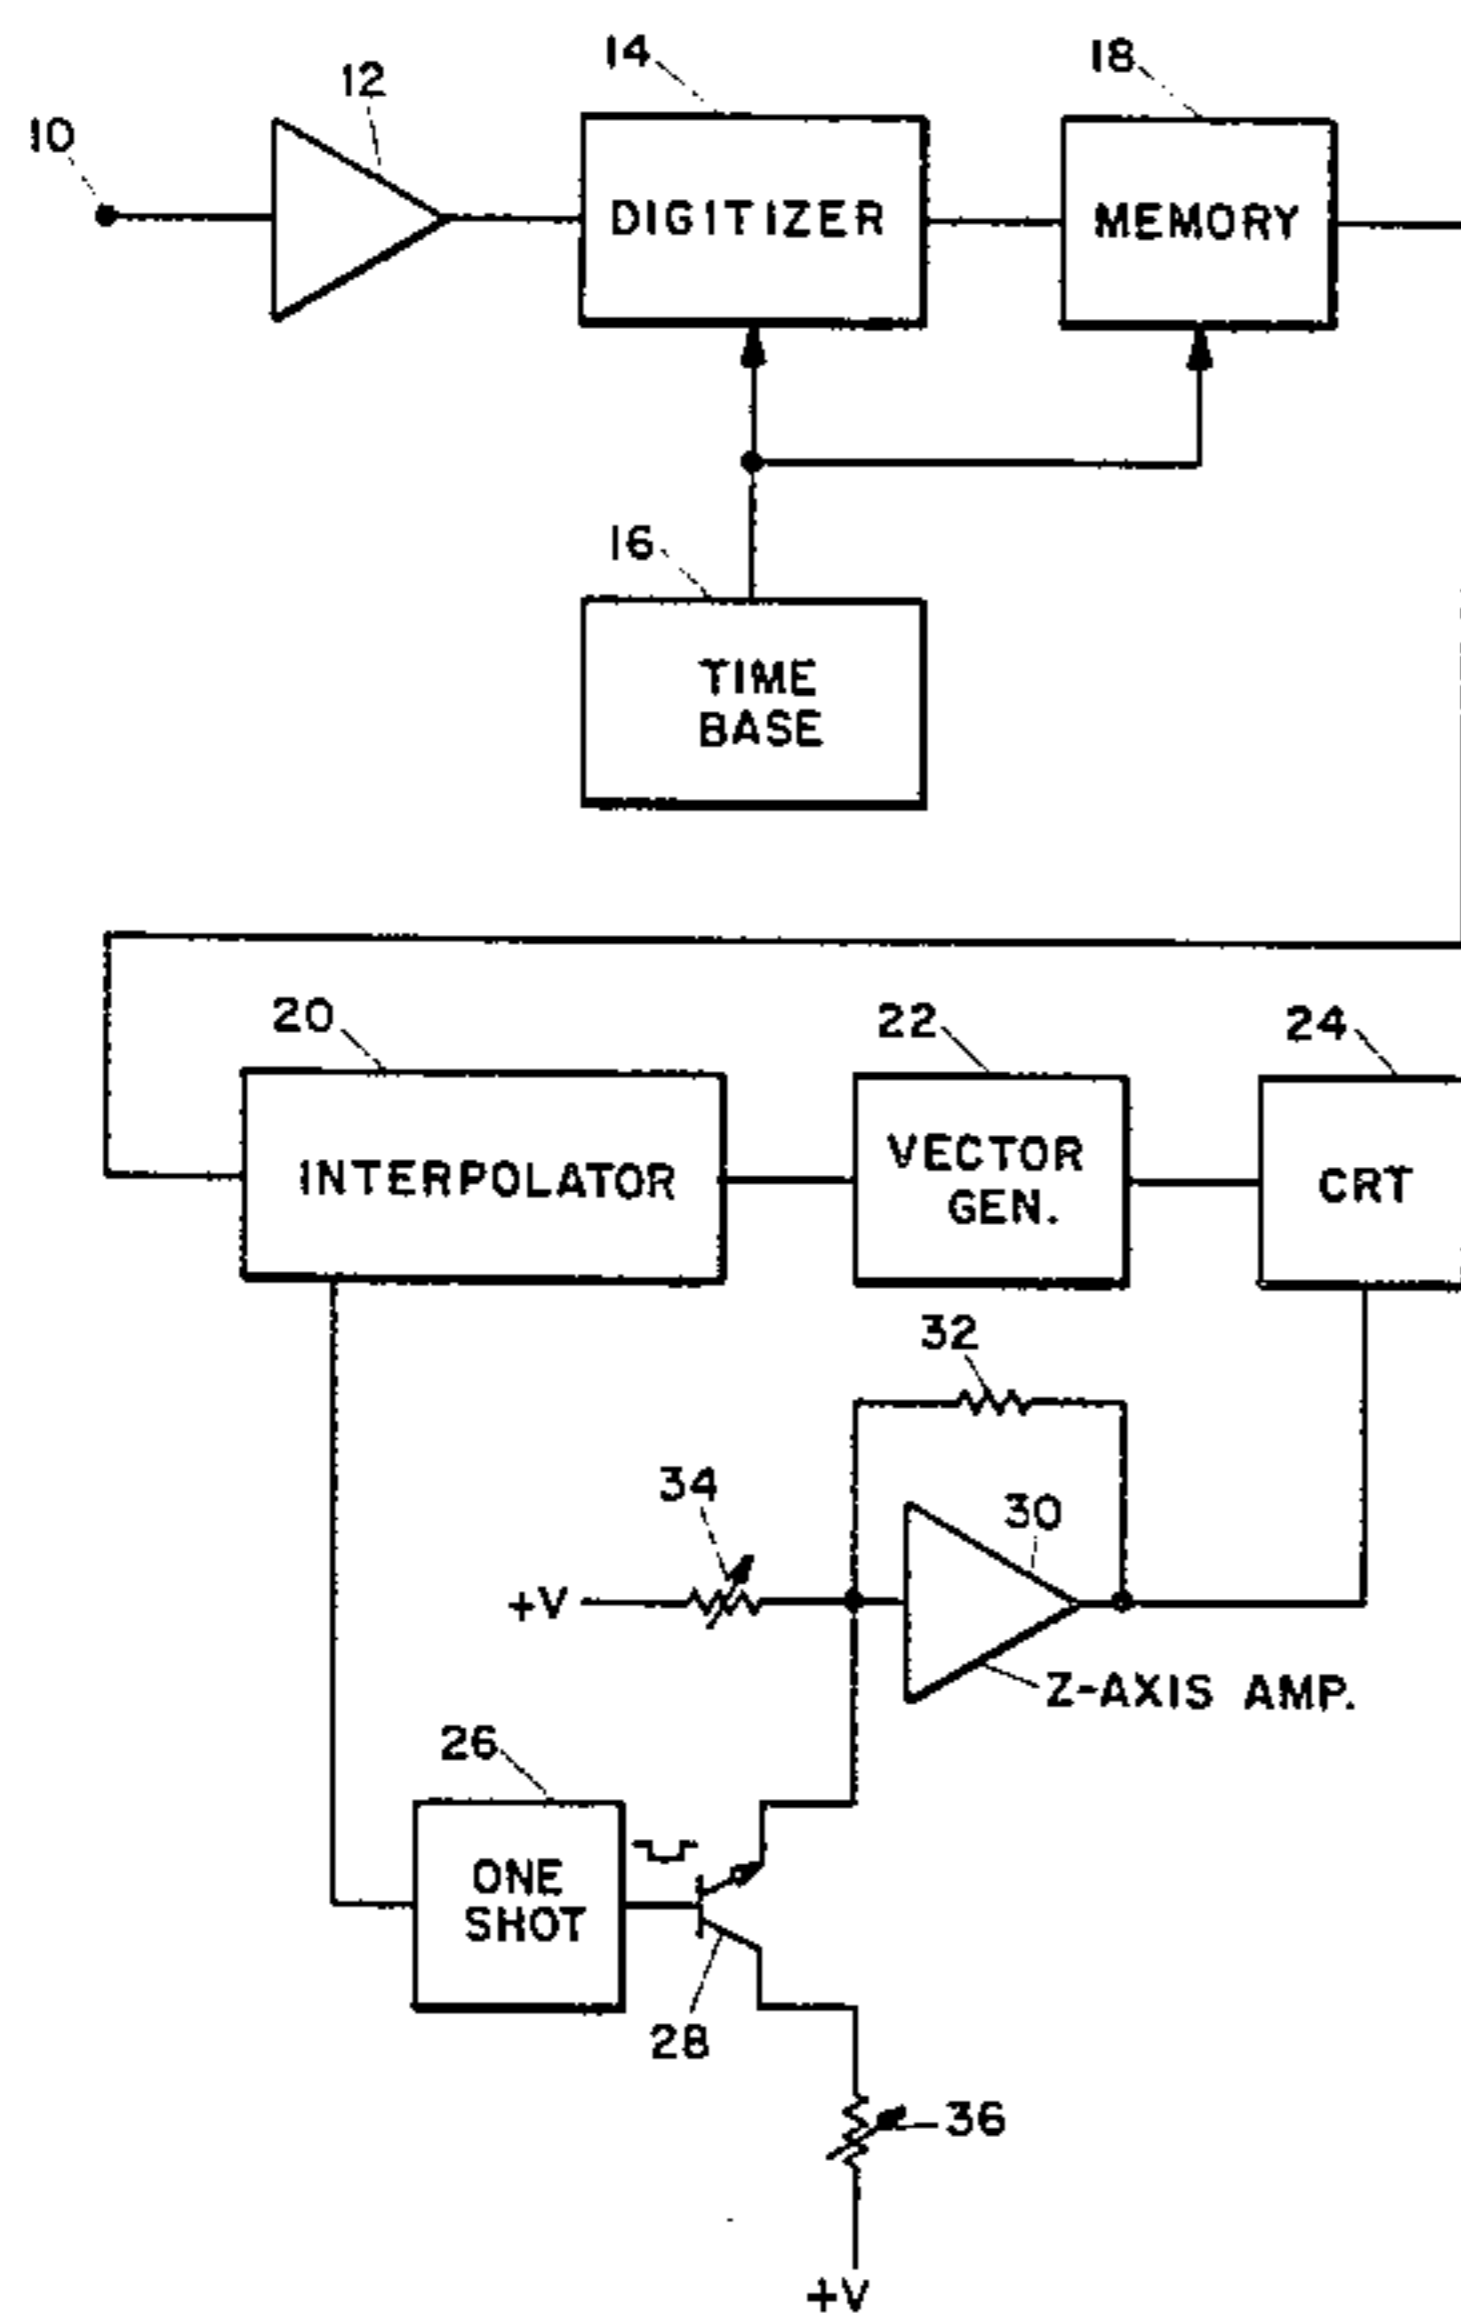 10
12
14
18
DIGITIZER
MEMORY
16
TIME
BASE
20
22
24
INTERPOLATOR
VECTOR
GEN.
CRT
32
34
30
+V
Z-AXIS AMP.
26
ONE
SHOT
28
36
+V